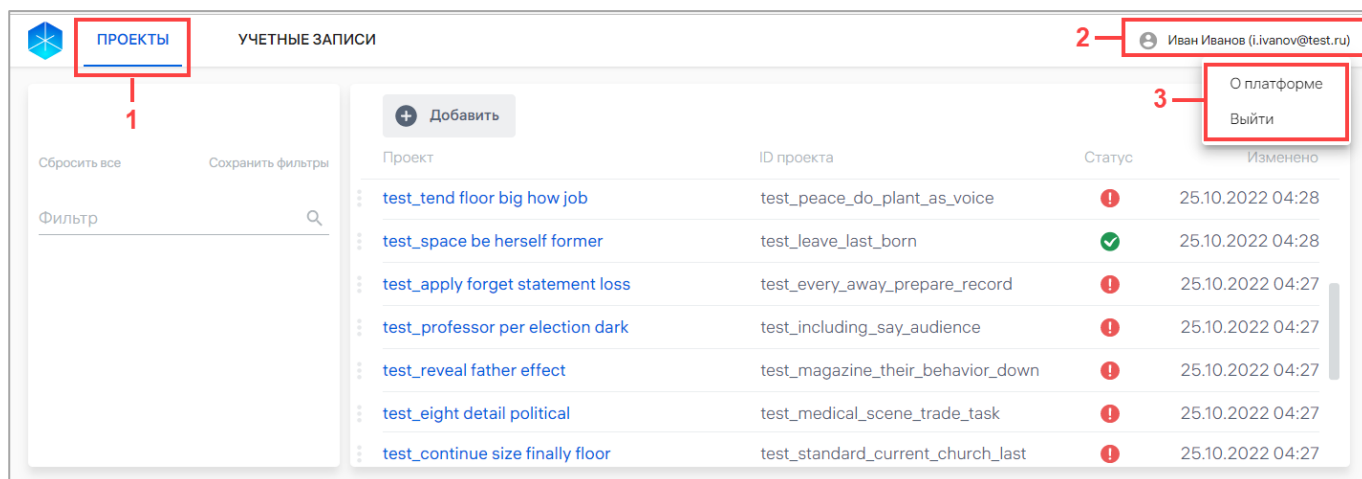 ПРОЕКТЫ УЧЕТНЫЕ ЗАПИСИ 2 Иван Иванов (i.ivanov@test.ru)
1
3
О платформе
Выйти
Добавить
Сбросить все Сохранить фильтры
Фильтр
Проект ID проекта Статус Изменено
test_tend floor big how job test_peace_do_plant_as_voice 25.10.2022 04:28
test_space be herself former test_leave_last_born 25.10.2022 04:28
test_apply forget statement loss test_every_away_prepare_record 25.10.2022 04:27
test_professor per election dark test_including_say_audience 25.10.2022 04:27
test_reveal father effect test_magazine_their_behavior_down 25.10.2022 04:27
test_eight detail political test_medical_scene_trade_task 25.10.2022 04:27
test_continue size finally floor test_standard_current_church_last 25.10.2022 04:27